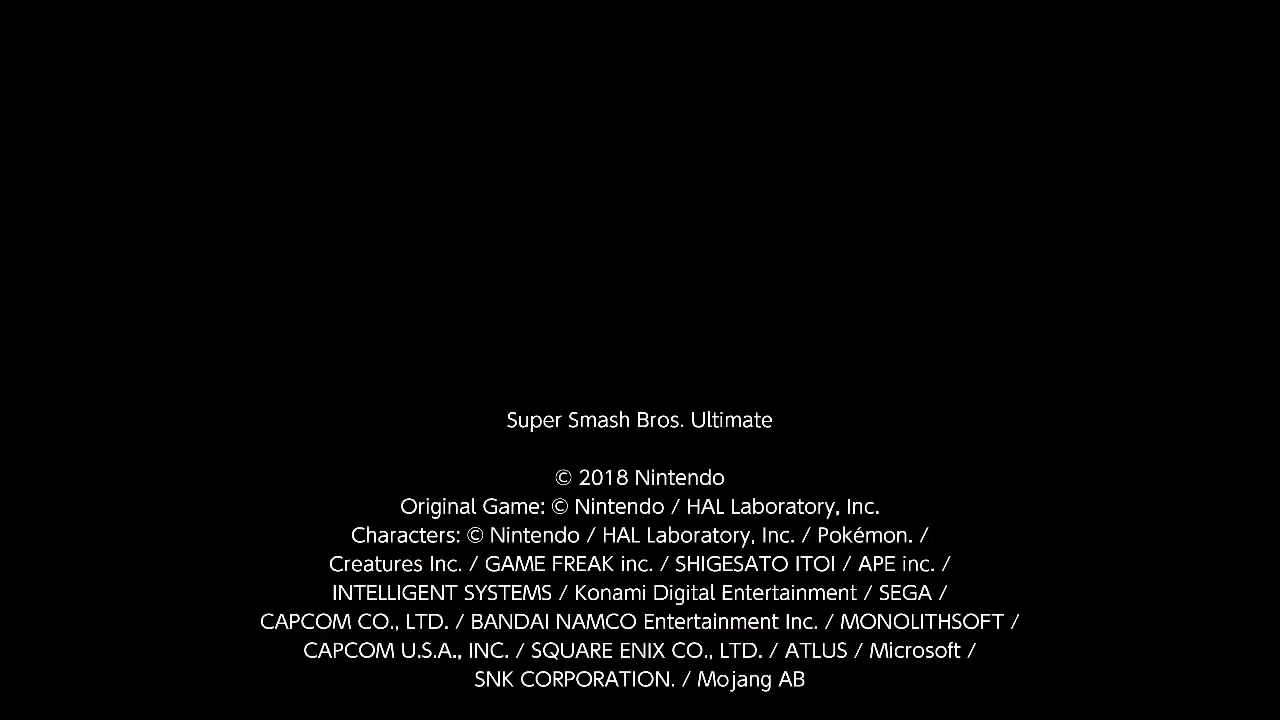 Super Smash Bros. Ultimate
© 2018 Nintendo
Original Game: © Nintendo / HAL Laboratory, Inc.
Characters: © Nintendo / HAL Laboratory, Inc. / Pokémon. /
Creatures Inc. / GAME FREAK inc. / SHIGESATO ITOI / APE inc. /
INTELLIGENT SYSTEMS / Konami Digital Entertainment / SEGA /
CAPCOM CO., LTD. / BANDAI NAMCO Entertainment Inc. / MONOLITHSOFT /
CAPCOM U.S.A., INC. / SQUARE ENIX CO., LTD. / ATLUS / Microsoft /
SNK CORPORATION. / Mojang AB